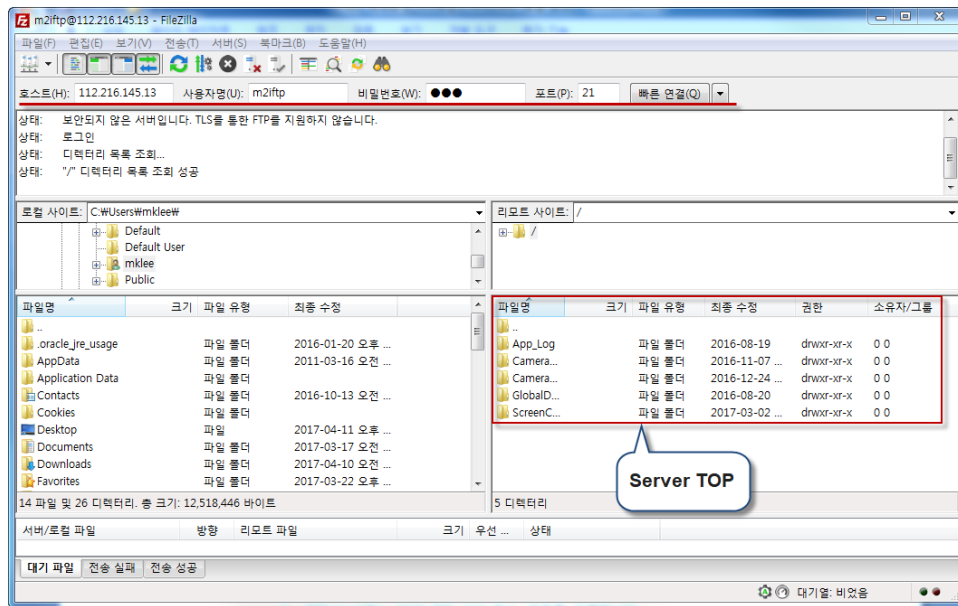 m2iftp@112.216.145.13 - FileZilla
파일(F) 편집(E) 보기(V) 전송(T) 서버(S) 북마크(B) 도움말(H)
호스트(H): 112.216.145.13 사용자명(U): m2iftp 비밀번호(W): ●●● 포트(P): 21 빠른 연결(Q)
상태: 보안되지 않은 서버입니다. TLS를 통한 FTP를 지원하지 않습니다.
상태: 로그인
상태: 디렉터리 목록 조회...
상태: "/" 디렉터리 목록 조회 성공
로컬 사이트: C:₩Users₩mklee₩
Default
Default User
mklee
Public
리모트 사이트: /
/
파일명 크기 파일 유형 최종 수정
..
.oracle_jre_usage 파일 폴더 2016-01-20 오후 ...
AppData 파일 폴더 2011-03-16 오전 ...
Application Data 파일 폴더
Contacts 파일 폴더 2016-10-13 오전 ...
Cookies 파일 폴더
Desktop 파일 2017-04-11 오후 ...
Documents 파일 폴더 2017-03-17 오전 ...
Downloads 파일 폴더 2017-04-10 오전 ...
Favorites 파일 폴더 2017-03-22 오후 ...
14 파일 및 26 디렉터리. 총 크기: 12,518,446 바이트
파일명 크기 파일 유형 최종 수정 권한 소유자/그룹
..
App_Log 파일 폴더 2016-08-19 drwxr-xr-x 0 0
Camera... 파일 폴더 2016-11-07 ... drwxr-xr-x 0 0
Camera... 파일 폴더 2016-12-24 ... drwxr-xr-x 0 0
GlobalD... 파일 폴더 2016-08-20 drwxr-xr-x 0 0
ScreenC... 파일 폴더 2017-03-02 ... drwxr-xr-x 0 0
Server TOP
5 디렉터리
서버/로컬 파일 방향 리모트 파일 크기 우선 ... 상태
대기 파일 전송 실패 전송 성공
대기열: 비었음